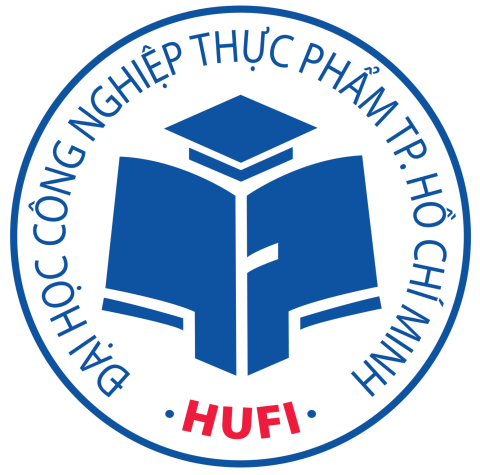 ĐẠI HỌC CÔNG NGHIỆP THỰC PHẨM TP. HỒ CHÍ MINH
• HUFI •